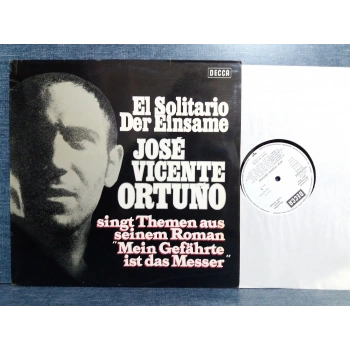 DECCA
El Solitario
Der Einsame
JOSÉ
VICENTE
ORTUÑO
singt Themen aus
seinem Roman
"Mein Gefährte
ist das Messer"
DECCA